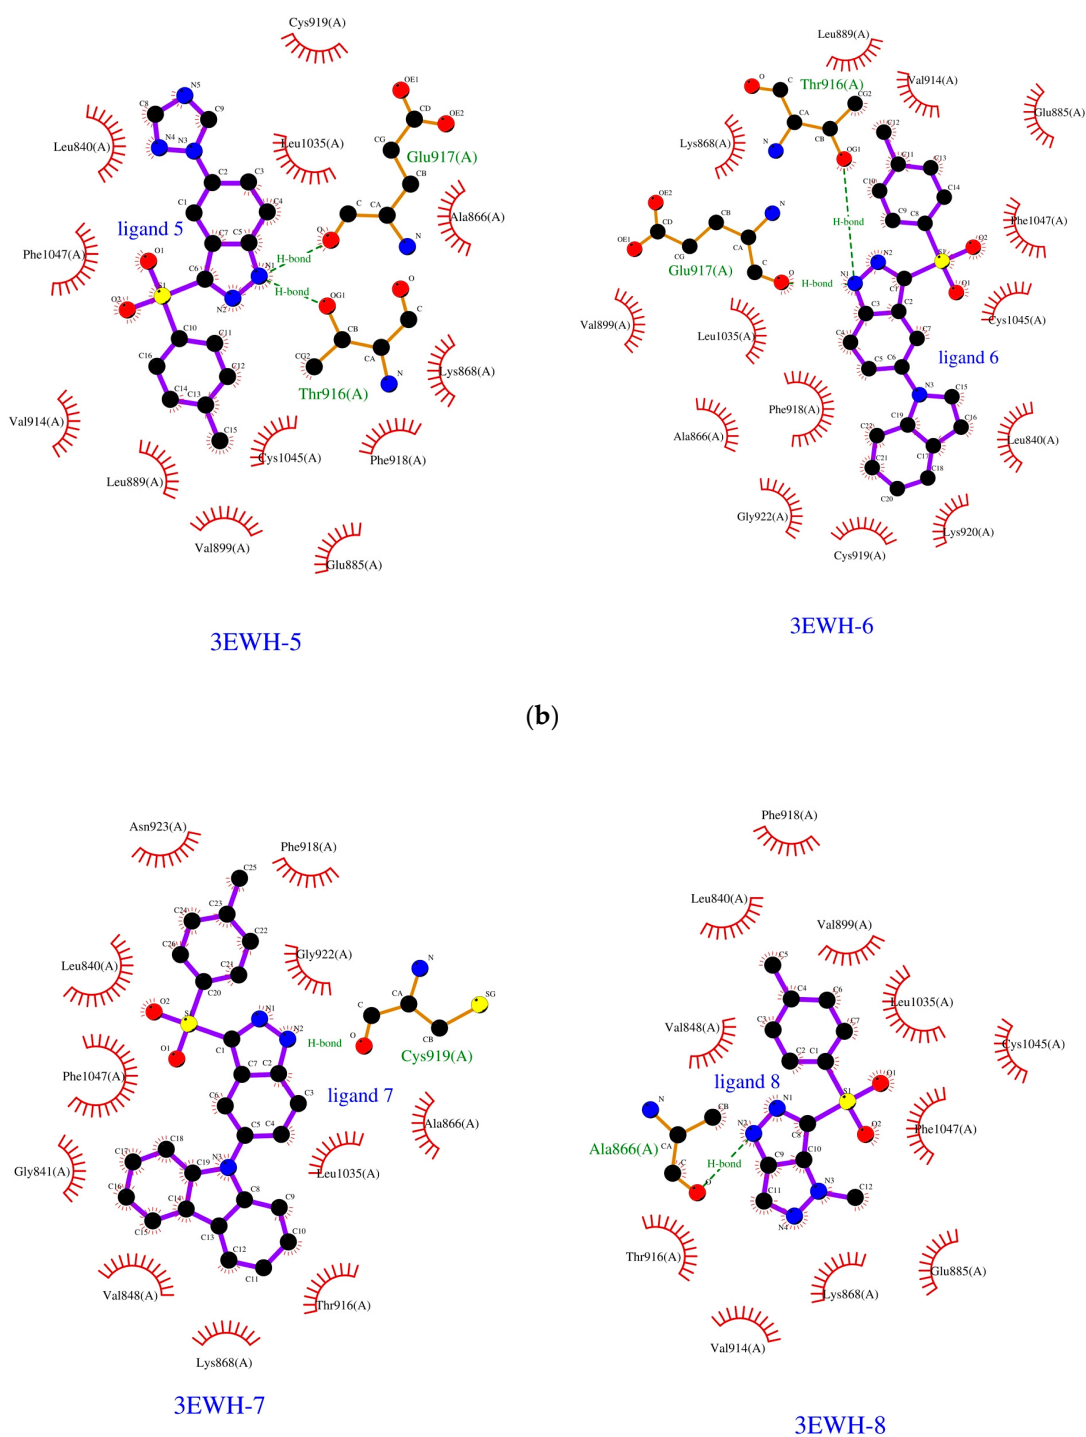 Cys919(A)
N5
C8
C9
N4
N3
Leu840(A)
OE1
CD
OE2
CG
Leu1035(A)
Glu917(A)
C2
C3
CB
C1
C4
C
CA
Ala866(A)
ligand 5
C7
C5
O
N
Phe1047(A)
O1
H-bond
C6
N1
S1
H-bond
O2
N2
OG1
O
C
C10
C11
CB
CA
C16
C12
CG2
N
Lys868(A)
Thr916(A)
C14
C13
Val914(A)
C15
Cys1045(A)
Phe918(A)
Leu889(A)
Val899(A)
Glu885(A)
3EWH-5
Leu889(A)
O
C
Thr916(A)
CG2
Val914(A)
CA
CB
Glu885(A)
N
OG1
C12
Lys868(A)
C11
C13
C10
C14
OE2
CB
N
C9
C8
Phe1047(A)
CD
H-bond
OE1
CG
CA
O2
S1
Glu917(A)
C
O
H-bond
N1
N2
C1
O1
Val899(A)
Leu1035(A)
C3
C2
Cys1045(A)
C4
C7
C5
C6
ligand 6
Phe918(A)
N3
C15
C19
C16
Ala866(A)
C22
C17
Leu840(A)
C21
C18
C20
Gly922(A)
Cys919(A)
Lys920(A)
3EWH-6
(b)
Asn923(A)
Phe918(A)
C25
C24
C23
C22
C26
C21
Gly922(A)
Leu840(A)
C20
N
CA
SG
O2
C
S1
N1
N2
CB
O1
C1
H-bond
O
Cys919(A)
Phe1047(A)
C7
C2
ligand 7
C6
C3
C5
C4
Ala866(A)
C18
N3
Gly841(A)
C17
C19
Leu1035(A)
C8
C9
C16
C14
C15
C13
C10
C12
C11
Val848(A)
Thr916(A)
Lys868(A)
3EWH-7
Phe918(A)
Leu840(A)
Val899(A)
C5
C4
C6
Leu1035(A)
Val848(A)
C3
C7
Cys1045(A)
C2
C1
ligand 8
O1
S1
N
CB
N1
N2
C8
O2
Phe1047(A)
Ala866(A)
CA
H-bond
C
C9
C10
O
C11
N3
C12
N4
Thr916(A)
Glu885(A)
Lys868(A)
Val914(A)
3EWH-8